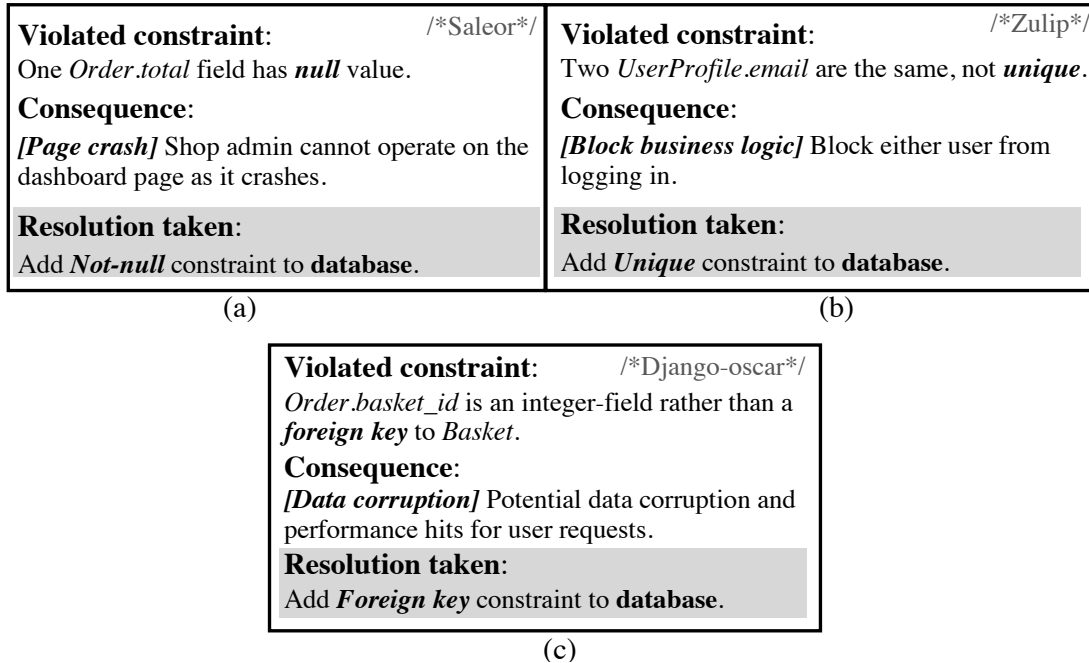 Violated constraint: /*Saleor*/
One Order.total field has null value.
Consequence:
[Page crash] Shop admin cannot operate on the
dashboard page as it crashes.
Resolution taken:
Add Not-null constraint to database.
(a)
Violated constraint: /*Zulip*/
Two UserProfile.email are the same, not unique.
Consequence:
[Block business logic] Block either user from
logging in.
Resolution taken:
Add Unique constraint to database.
(b)
Violated constraint: /*Django-oscar*/
Order.basket_id is an integer-field rather than a
foreign key to Basket.
Consequence:
[Data corruption] Potential data corruption and
performance hits for user requests.
Resolution taken:
Add Foreign key constraint to database.
(c)